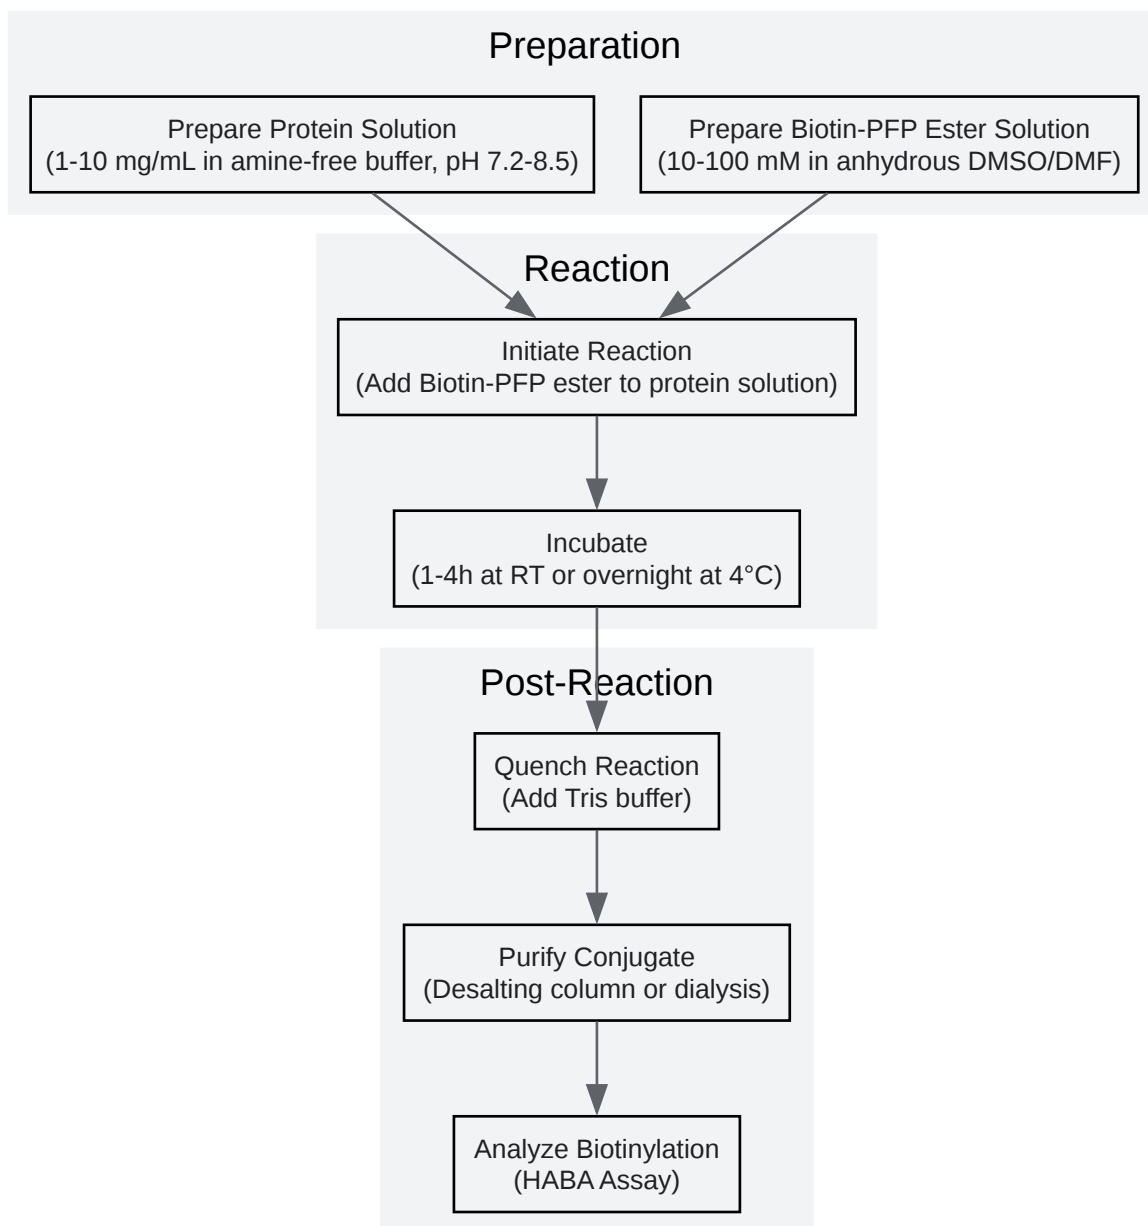 Preparation
Prepare Protein Solution
(1-10 mg/mL in amine-free buffer, pH 7.2-8.5)
Prepare Biotin-PFP Ester Solution
(10-100 mM in anhydrous DMSO/DMF)
Reaction
Initiate Reaction
(Add Biotin-PFP ester to protein solution)
Incubate
(1-4h at RT or overnight at 4°C)
Post-Reaction
Quench Reaction
(Add Tris buffer)
Purify Conjugate
(Desalting column or dialysis)
Analyze Biotinylation
(HABA Assay)